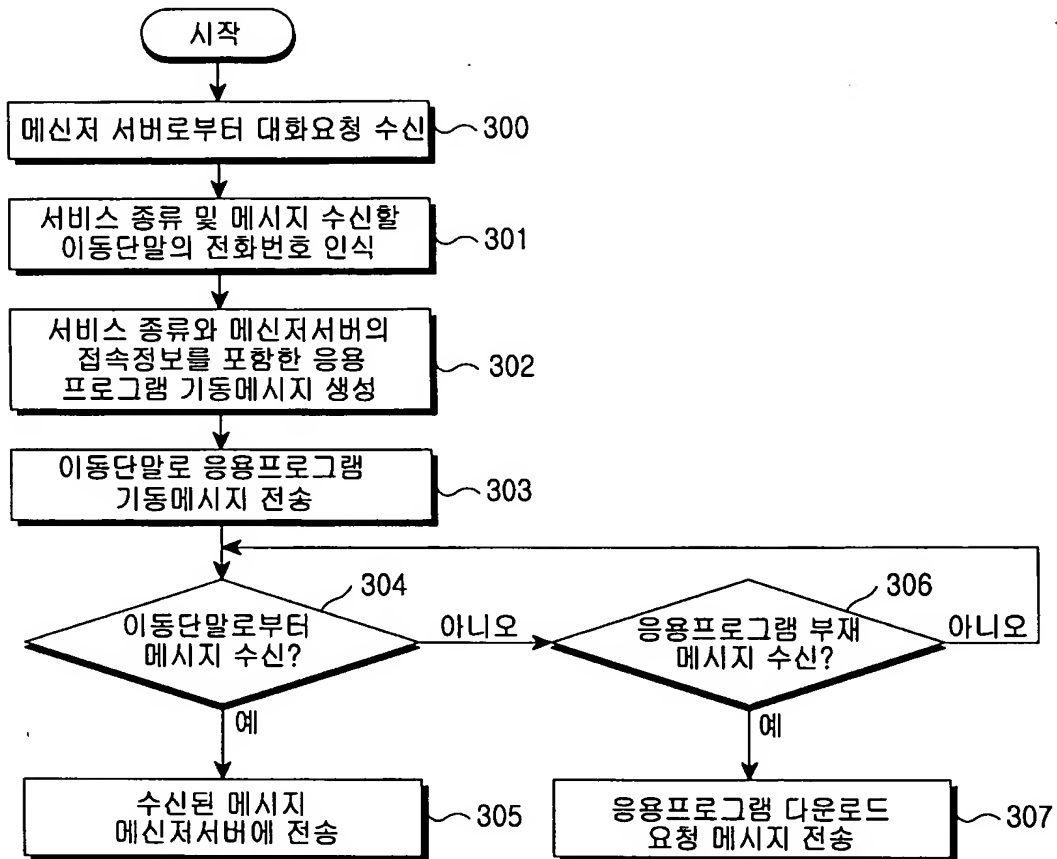 시작
메신저 서버로부터 대화요청 수신
300
서비스 종류 및 메시지 수신할
이동단말의 전화번호 인식
301
서비스 종류와 메신저서버의
접속정보를 포함한 응용
프로그램 기동메시지 생성
302
이동단말로 응용프로그램
기동메시지 전송
303
304
이동단말로부터
메시지 수신?
아니오
306
응용프로그램 부재
메시지 수신?
아니오
예
예
수신된 메시지
메신저서버에 전송
305
응용프로그램 다운로드
요청 메시지 전송
307